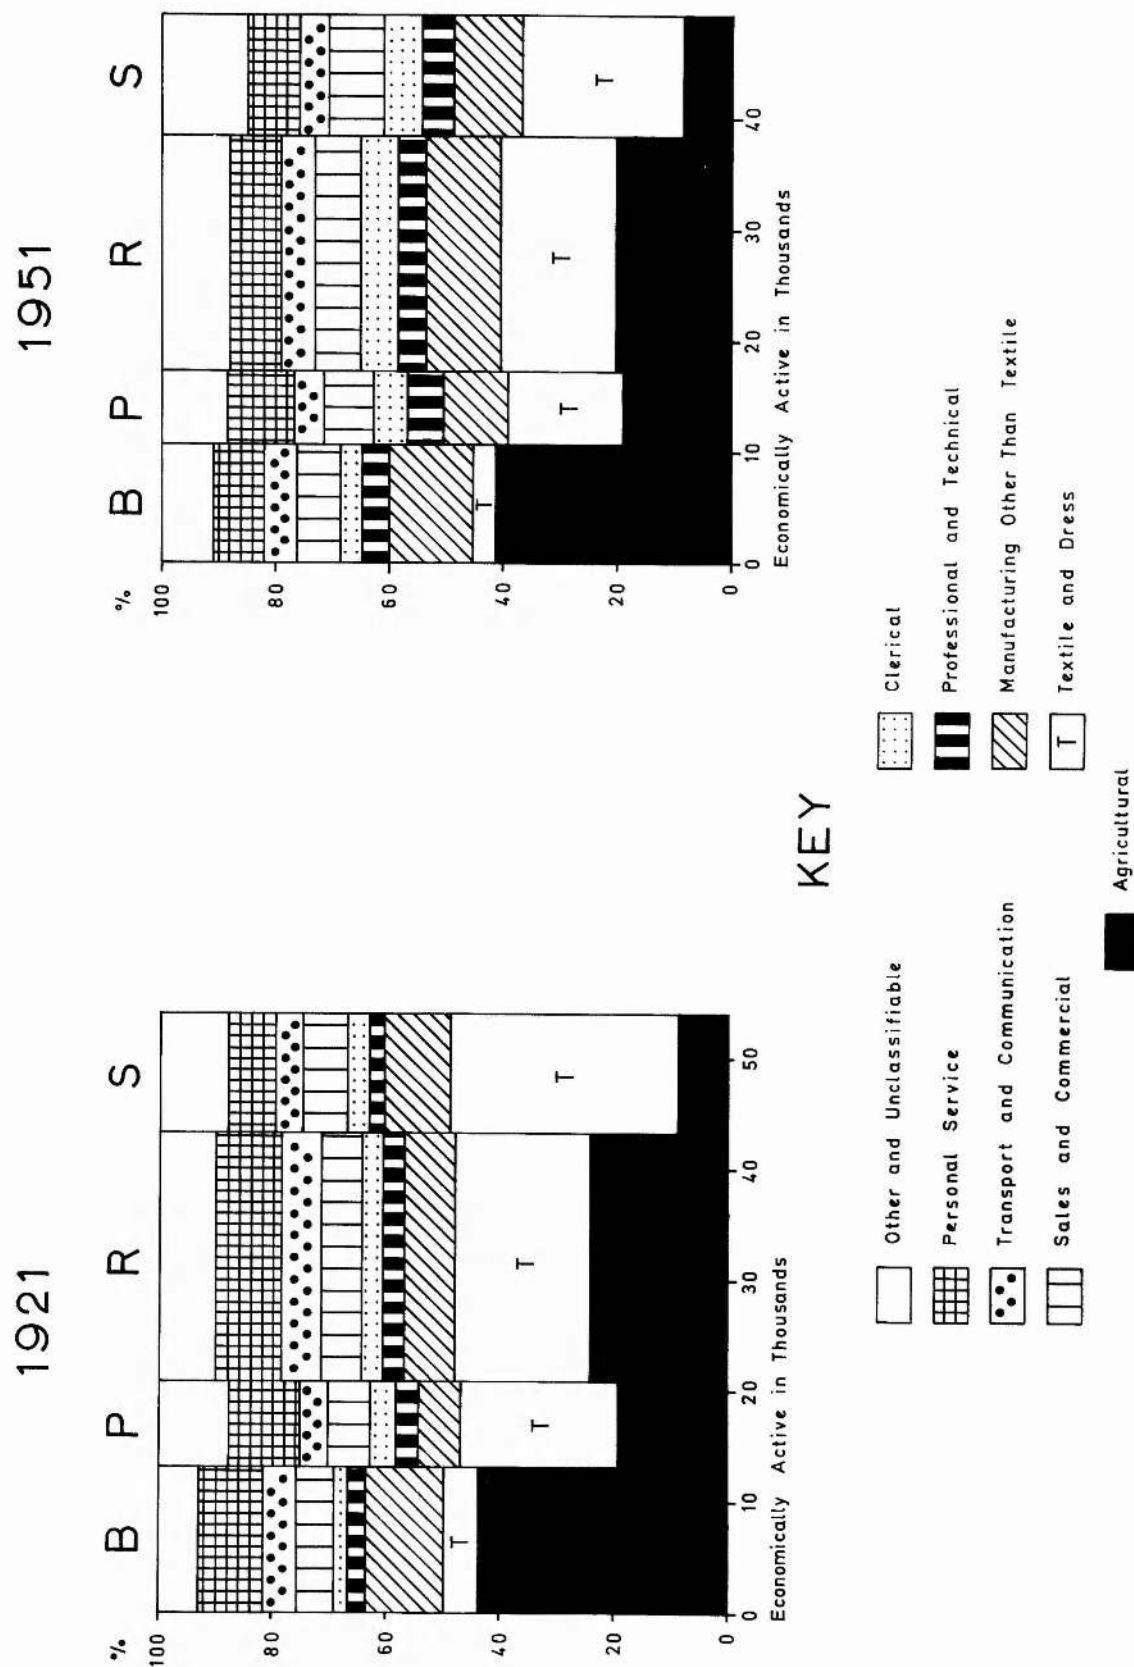 1921
B P R S
%
100
80
60
40
20
0
0 10 20 30 40 50
Economically Active in Thousands
1951
B P R S
%
100
80
60
40
20
0
0 10 20 30 40
Economically Active in Thousands
T
T
T
T
T
T
T
T
KEY
Other and Unclassifiable
Personal Service
Transport and Communication
Sales and Commercial
Clerical
Professional and Technical
Manufacturing Other Than Textile
T Textile and Dress
Agricultural